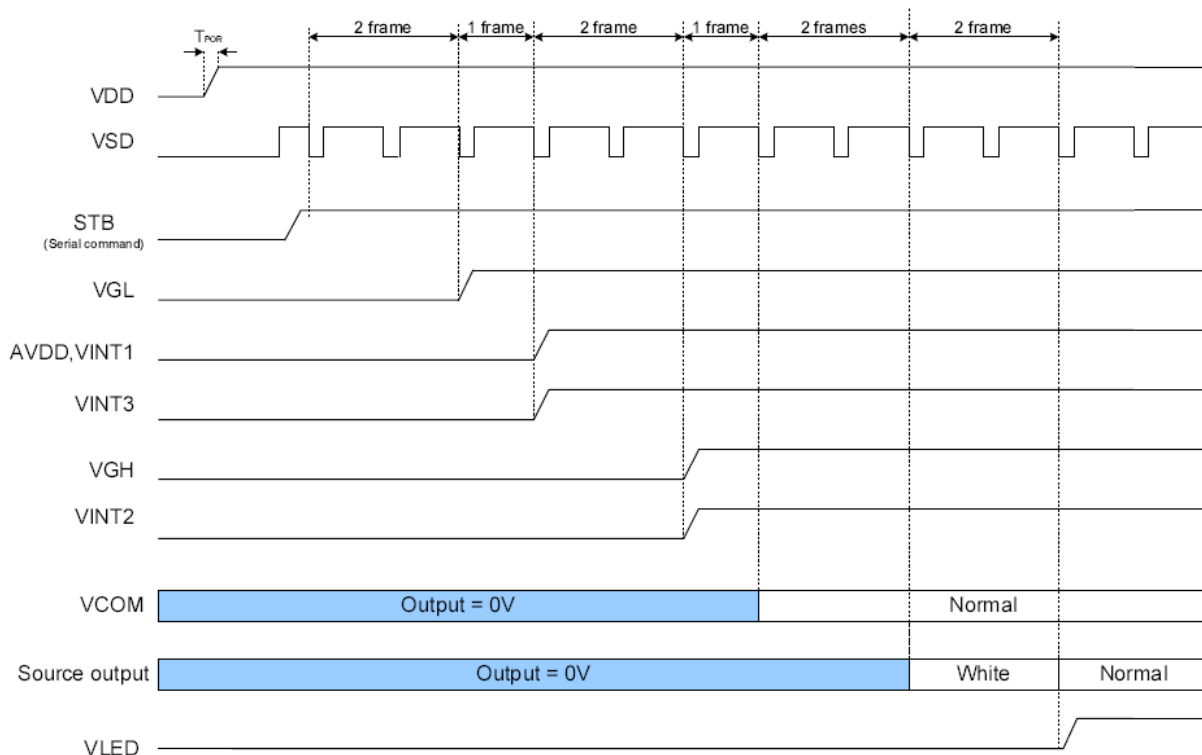 2 frame
1 frame
2 frame
1 frame
2 frames
2 frame
TPOR
VDD
VSD
STB
(Serial command)
VGL
AVDD,VINT1
VINT3
VGH
VINT2
VCOM
Output = 0V
Normal
Source output
Output = 0V
White
Normal
VLED